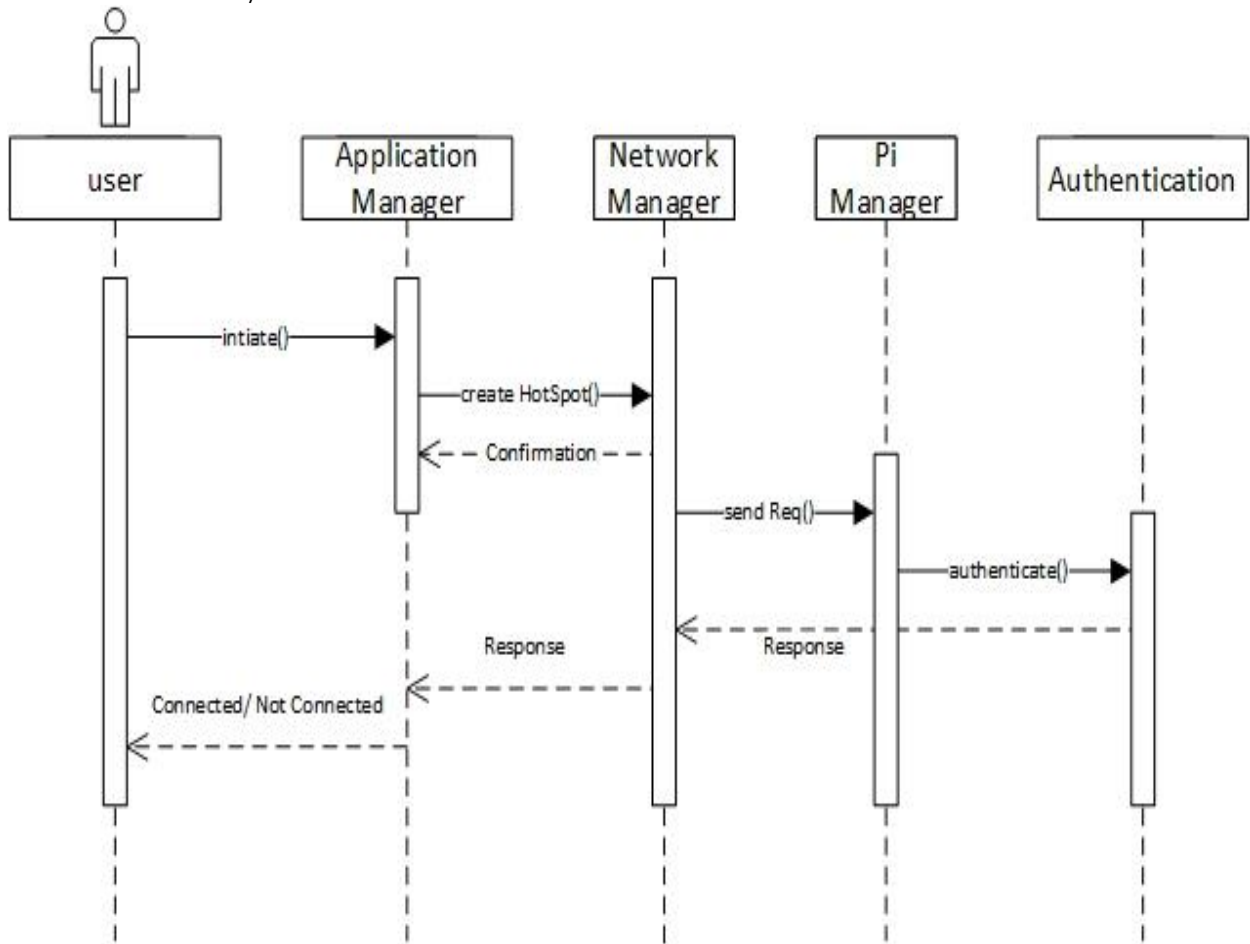 user
Application
Manager
Network
Manager
Pi
Manager
Authentication
intiate()
create HotSpot()
Confirmation
send Req()
authenticate()
Response
Response
Connected/ Not Connected